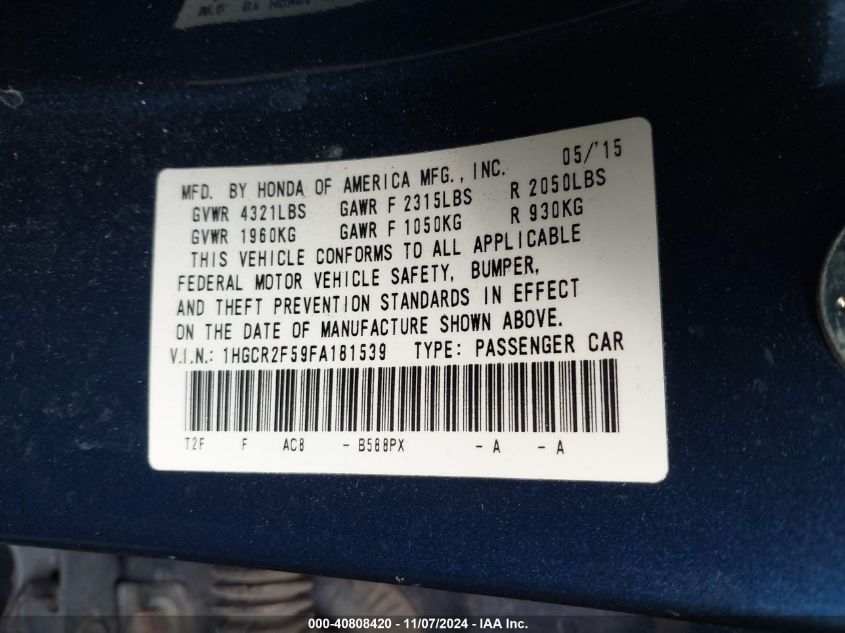 MFD. BY HONDA OF AMERICA MFG., INC. 05/'15
GVWR 4321LBS GAWR F 2315LBS R 2050LBS
GVWR 1960KG GAWR F 1050KG R 930KG
THIS VEHICLE CONFORMS TO ALL APPLICABLE
FEDERAL MOTOR VEHICLE SAFETY, BUMPER,
AND THEFT PREVENTION STANDARDS IN EFFECT
ON THE DATE OF MANUFACTURE SHOWN ABOVE.
V.I.N.: 1HGCR2F59FA181539 TYPE: PASSENGER CAR
T2F F AC8 - B588PX - A - A
000-40808420 - 11/07/2024 - IAA Inc.